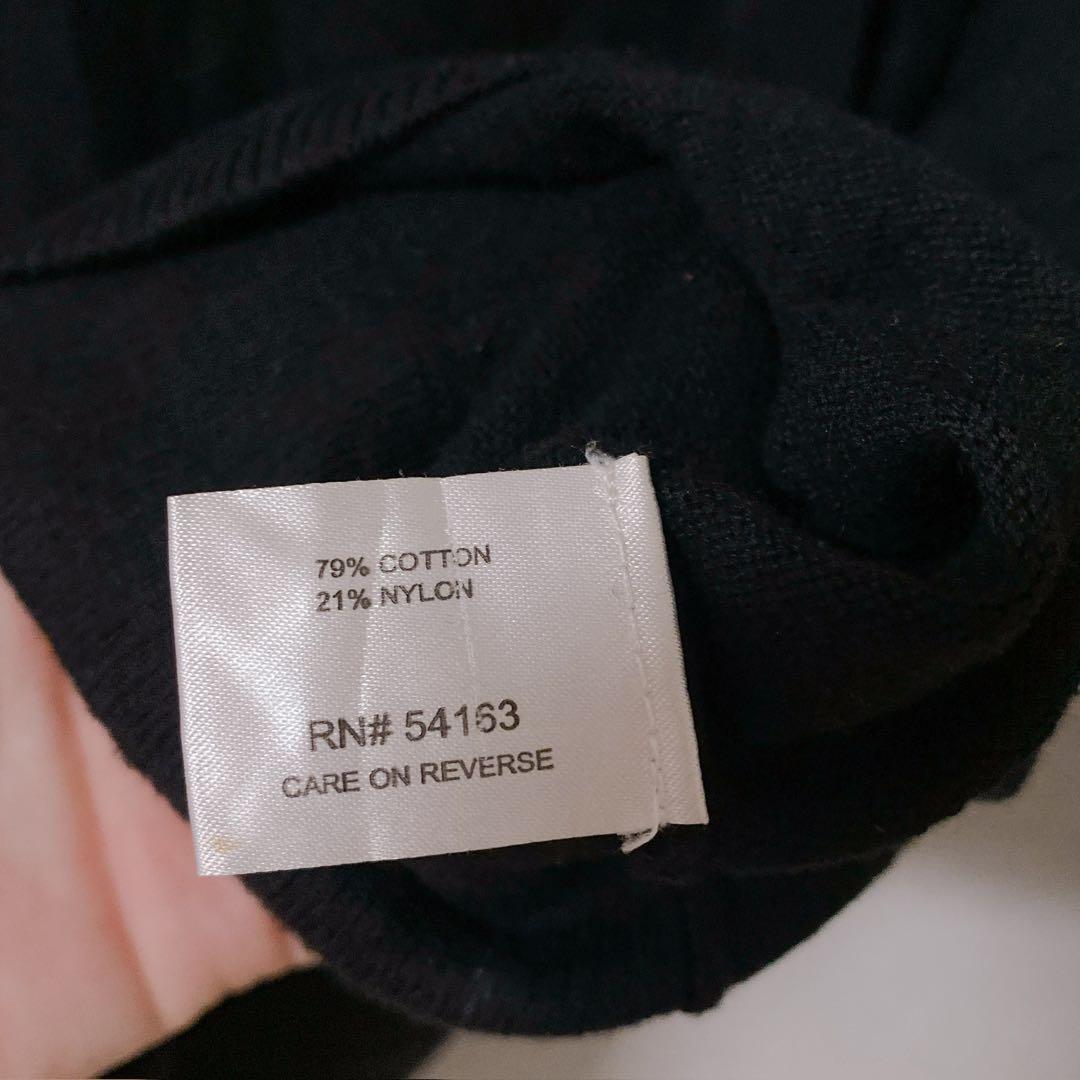 79% COTTON
21% NYLON
RN# 54163
CARE ON REVERSE